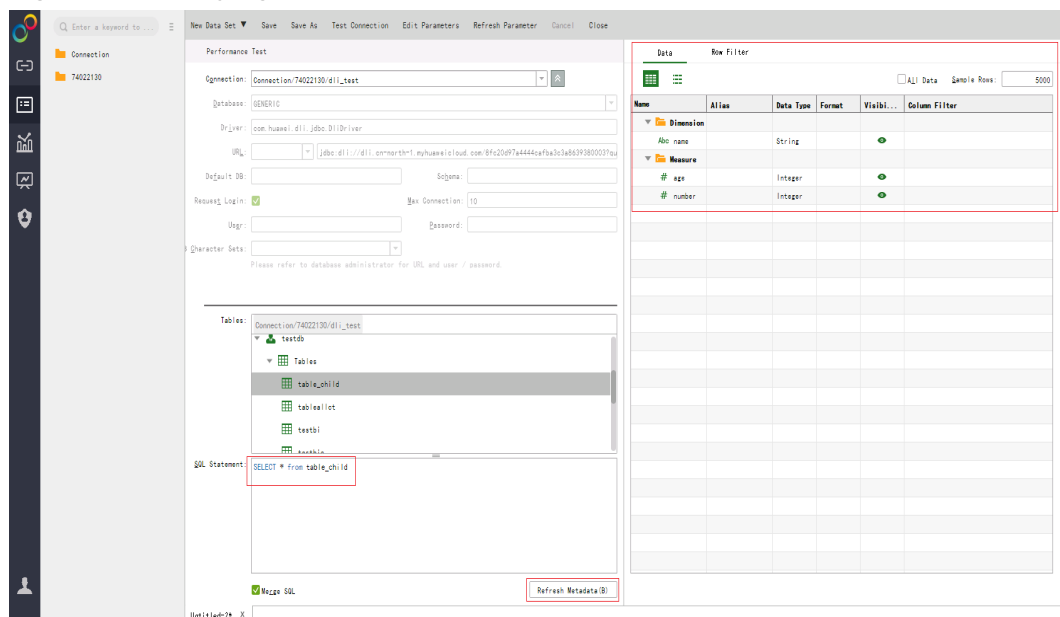 Q Enter a keyword to ...
New Data Set ▼ Save Save As Test Connection Edit Parameters Refresh Parameter Cancel Close
Connection
74022130
Performance Test
Connection: Connection/74022130/dli_test
Database: GENERIC
Driver: com.huawei.dli.jdbc.DliDriver
URL:
Default DB: Schema:
Request Login: Max Connection: 10
User: Password:
Character Sets:
Please refer to database administrator for URL and user / password.
Tables: Connection/74022130/dli_test
testdb
Tables
table_child
tableallct
testbi
SQL Statement: SELECT * from table_child
Merge SQL Refresh Metadata(B)
Untitled-2* X
Data Row Filter
All Data Sample Rows: 5000
Name Alias Data Type Format Visibi... Column Filter
Dimension
Abc name String
Measure
# age Integer
# number Integer